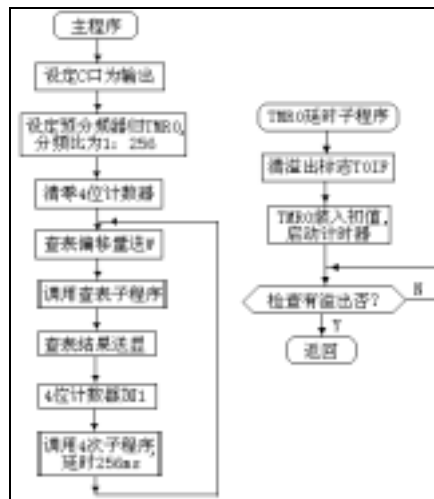 主程序
设定C口为输出
设定预分频器归TMR0,
分频比为1: 256
清零4位计数器
查表偏移量送W
调用查表子程序
查表结果送显
4位计数器加1
调用4次子程序,
延时256ms
TMR0延时子程序
清溢出标志T0IF
TMR0装入初值,
启动计时器
检查有溢出否?
N
Y
返回